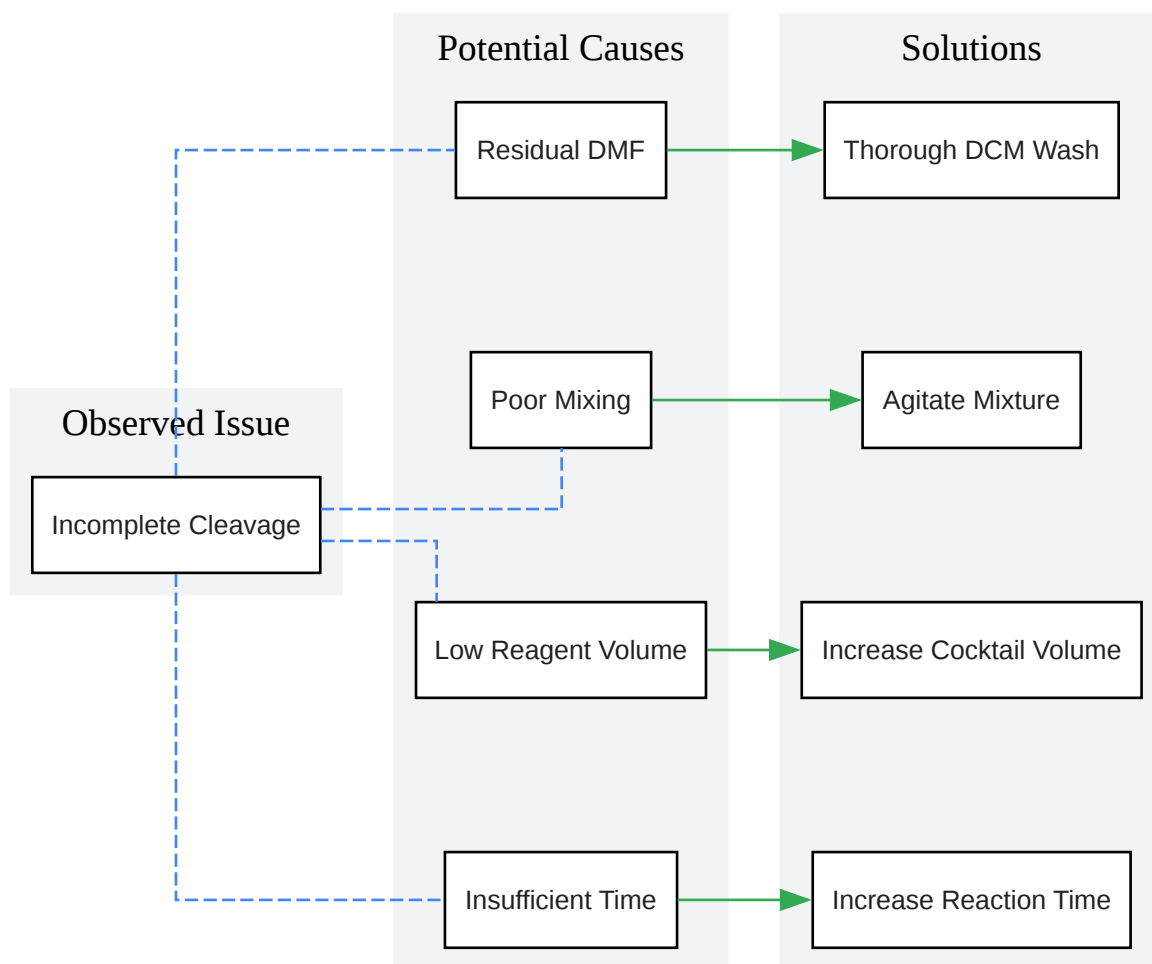 Potential Causes
Solutions
Residual DMF
Thorough DCM Wash
Poor Mixing
Agitate Mixture
Observed Issue
Incomplete Cleavage
Low Reagent Volume
Increase Cocktail Volume
Insufficient Time
Increase Reaction Time